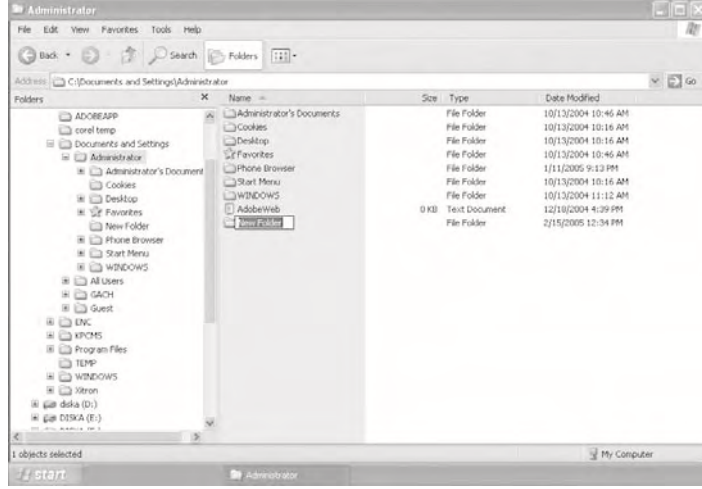 Administrator
File Edit View Favorites Tools Help
Back Search Folders
Address C:\Documents and Settings\Administrator Go
Folders
ADOBEAPP
corel temp
Documents and Settings
Administrator
Administrator's Document
Cookies
Desktop
Favorites
New Folder
Phone Browser
Start Menu
WINDOWS
All Users
GACH
Guest
ENC
KPCMS
Program Files
TEMP
WINDOWS
Xitron
diska (D:)
DISKA (E:)
Name Size Type Date Modified
Administrator's Documents File Folder 10/13/2004 10:46 AM
Cookies File Folder 10/13/2004 10:16 AM
Desktop File Folder 10/13/2004 10:16 AM
Favorites File Folder 10/13/2004 10:46 AM
Phone Browser File Folder 1/11/2005 9:13 PM
Start Menu File Folder 10/13/2004 10:16 AM
WINDOWS File Folder 10/13/2004 11:12 AM
AdobeWeb 0 KB Text Document 12/18/2004 4:39 PM
New Folder File Folder 2/15/2005 12:34 PM
1 objects selected My Computer
start Administrator